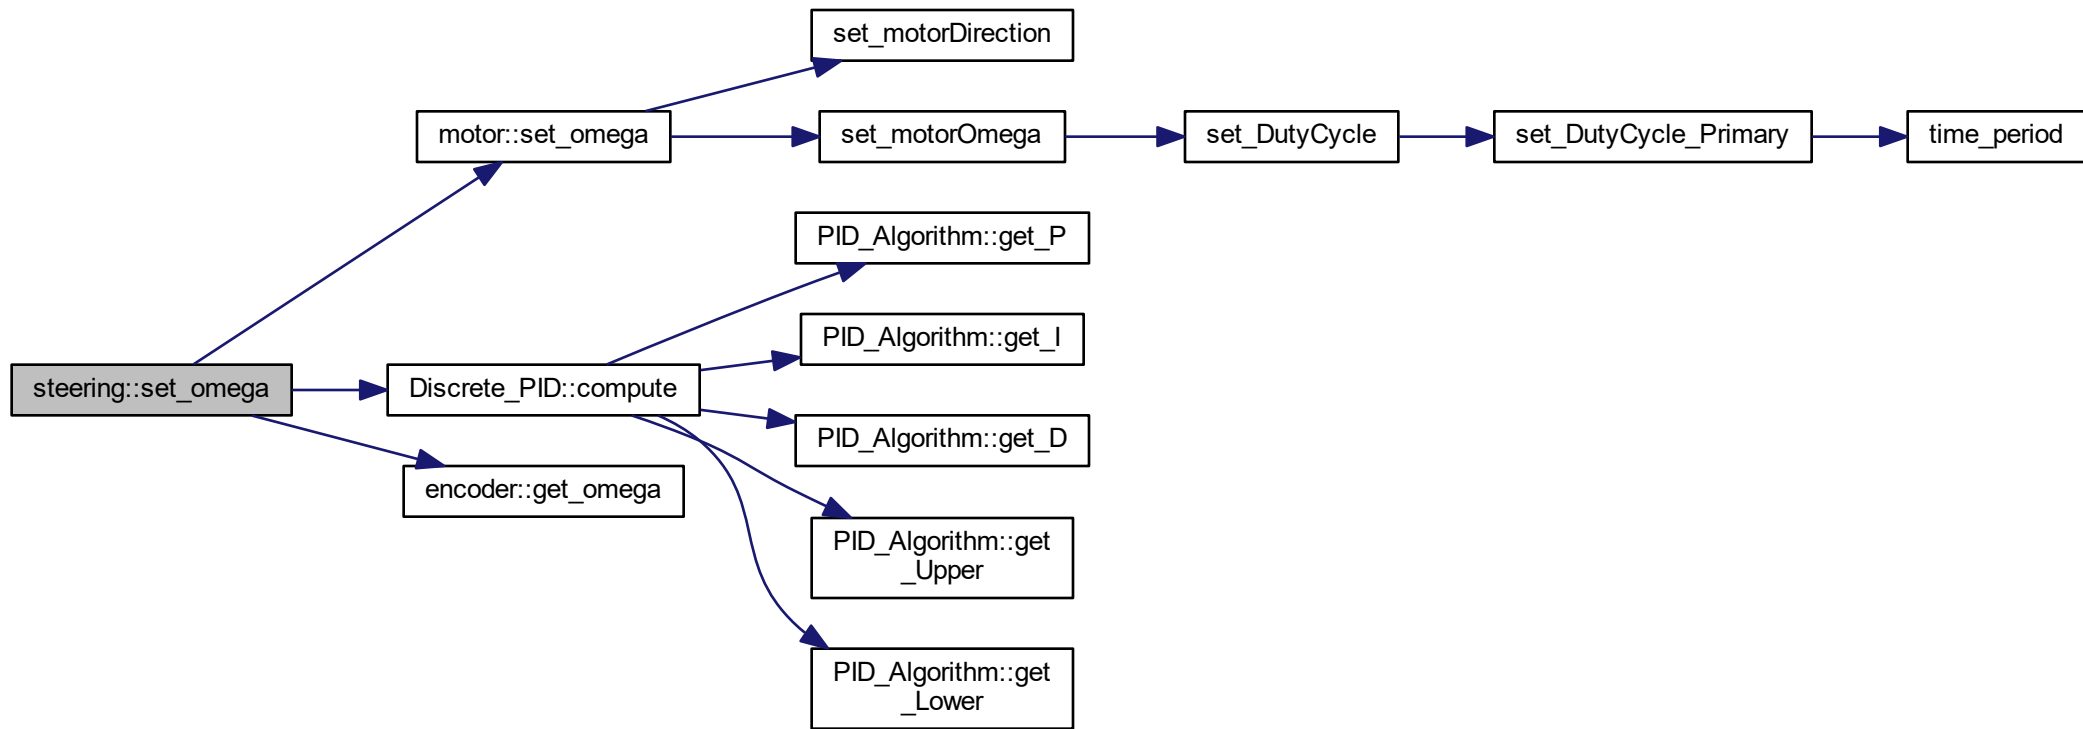 set_motorDirection
motor::set_omega
set_motorOmega
set_DutyCycle
set_DutyCycle_Primary
time_period
PID_Algorithm::get_P
PID_Algorithm::get_I
steering::set_omega
Discrete_PID::compute
PID_Algorithm::get_D
encoder::get_omega
PID_Algorithm::get
_Upper
PID_Algorithm::get
_Lower